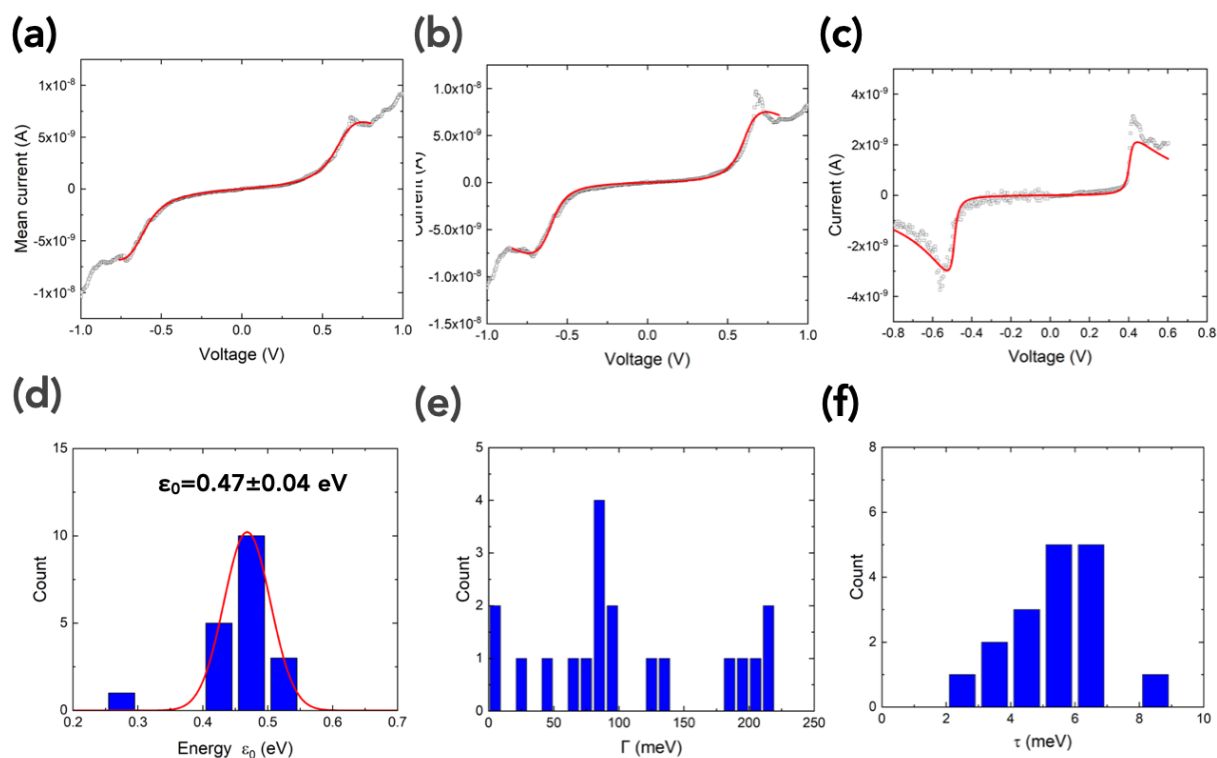 (a)
Mean current (A)
1x10⁻⁸
5x10⁻⁹
0
-5x10⁻⁹
-1x10⁻⁸
-1.0 -0.5 0.0 0.5 1.0
Voltage (V)
(b)
Current (A)
1.0x10⁻⁸
5.0x10⁻⁹
0.0
-5.0x10⁻⁹
-1.0x10⁻⁸
-1.5x10⁻⁸
-1.0 -0.5 0.0 0.5 1.0
Voltage (V)
(c)
Current (A)
4x10⁻⁹
2x10⁻⁹
0
-2x10⁻⁹
-4x10⁻⁹
-0.8 -0.6 -0.4 -0.2 0.0 0.2 0.4 0.6 0.8
Voltage (V)
(d)
ε₀=0.47±0.04 eV
Count
15
10
5
0
0.2 0.3 0.4 0.5 0.6 0.7
Energy ε₀ (eV)
(e)
Count
5
4
3
2
1
0
0 50 100 150 200 250
Γ (meV)
(f)
Count
8
6
4
2
0
0 2 4 6 8 10
τ (meV)